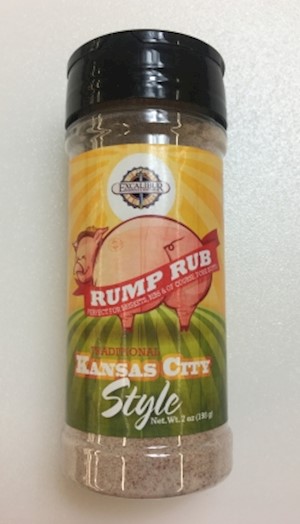 EXCALIBUR
RUMP RUB
PERFECT FOR BRISKETS, RIBS & OF COURSE, PORK BUTTS
TRADITIONAL
KANSAS CITY
Style
Net. Wt. 7 oz (198 g)